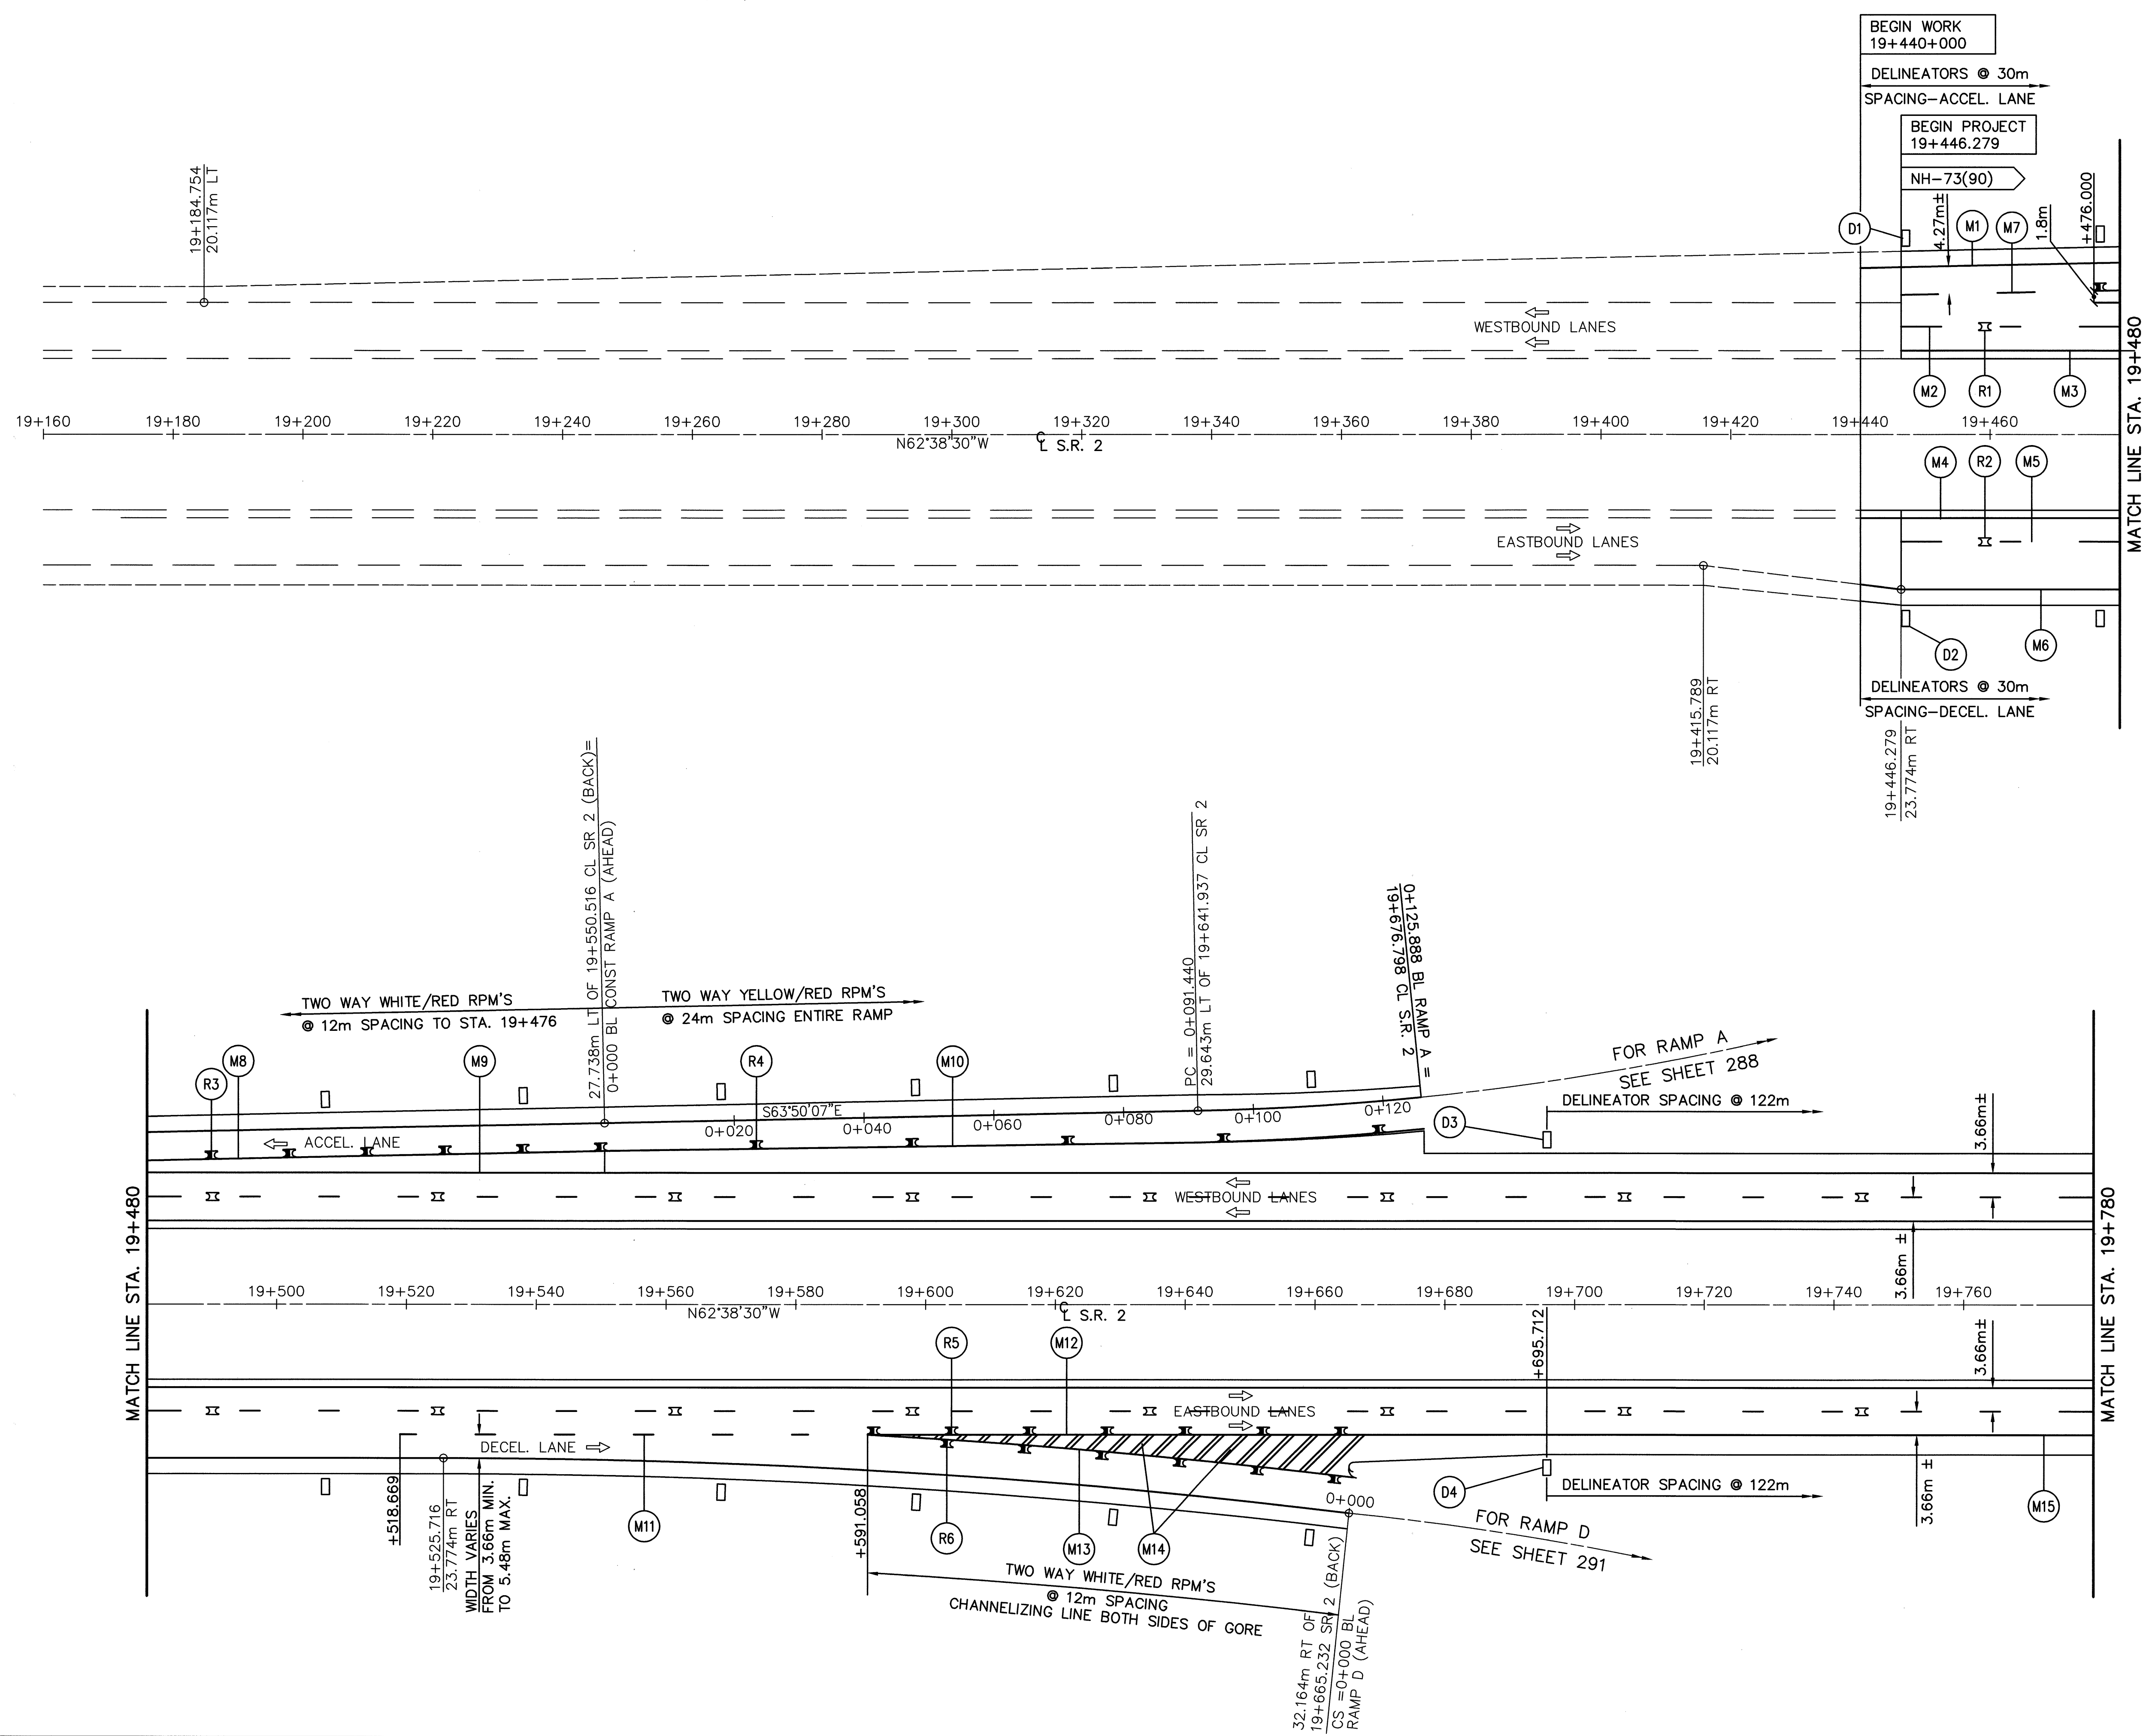 BEGIN WORK
19+440+000
DELINEATORS @ 30m
SPACING-ACCEL. LANE
BEGIN PROJECT
19+446.279
NH-73(90)
19+184.754
20.117m LT
D1
4.27m±
M1
M7
1.8m
+476.000
WESTBOUND LANES
M2
R1
M3
MATCH LINE STA. 19+480
19+160
19+180
19+200
19+220
19+240
19+260
19+280
19+300
19+320
19+340
19+360
19+380
19+400
19+420
19+440
19+460
N62°38'30"W
℄ S.R. 2
M4
R2
M5
EASTBOUND LANES
D2
M6
DELINEATORS @ 30m
SPACING-DECEL. LANE
19+415.789
20.117m RT
19+446.279
23.774m RT
27.738m LT OF 19+550.516 CL SR 2 (BACK)=
0+000 BL CONST RAMP A (AHEAD)
PC = 0+091.440
29.643m LT OF 19+641.937 CL SR 2
0+125.888 BL RAMP A =
19+676.798 CL S.R. 2
TWO WAY WHITE/RED RPM'S
@ 12m SPACING TO STA. 19+476
TWO WAY YELLOW/RED RPM'S
@ 24m SPACING ENTIRE RAMP
R3
M8
M9
R4
M10
FOR RAMP A
SEE SHEET 288
S63°50'07"E
0+020
0+040
0+060
0+080
0+100
0+120
D3
DELINEATOR SPACING @ 122m
3.66m±
ACCEL. LANE
WESTBOUND LANES
MATCH LINE STA. 19+480
MATCH LINE STA. 19+780
3.66m ±
19+500
19+520
19+540
19+560
19+580
19+600
19+620
19+640
19+660
19+680
19+700
19+720
19+740
19+760
N62°38'30"W
℄ S.R. 2
R5
M12
+695.712
3.66m±
EASTBOUND LANES
DECEL. LANE
+518.669
19+525.716
23.774m RT
WIDTH VARIES
FROM 3.66m MIN.
TO 5.48m MAX.
M11
+591.058
R6
M13
M14
0+000
D4
DELINEATOR SPACING @ 122m
3.66m ±
M15
FOR RAMP D
SEE SHEET 291
TWO WAY WHITE/RED RPM'S
@ 12m SPACING
CHANNELIZING LINE BOTH SIDES OF GORE
32.164m RT OF
19+665.232 SR 2 (BACK)
CS =0+000 BL
RAMP D (AHEAD)